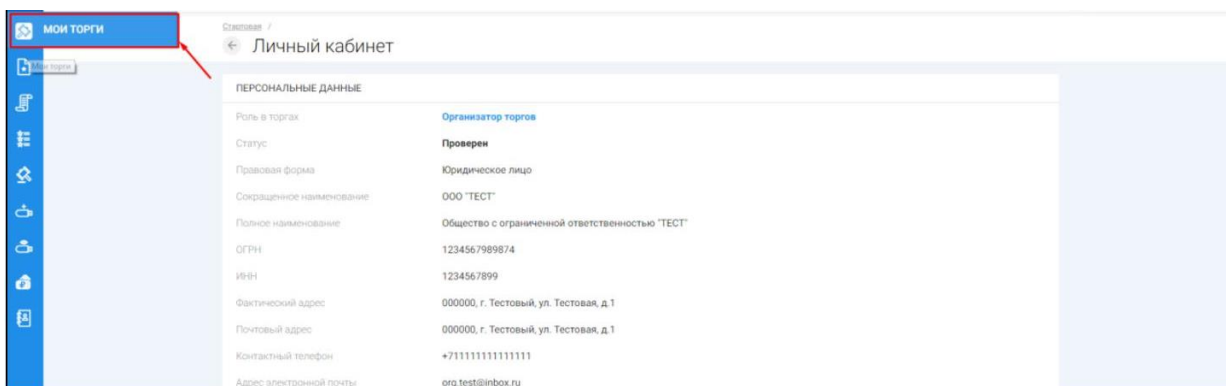 МОИ ТОРГИ
Мои торги
Стартовая /
Личный кабинет
ПЕРСОНАЛЬНЫЕ ДАННЫЕ
Роль в торгах Организатор торгов
Статус Проверен
Правовая форма Юридическое лицо
Сокращенное наименование ООО "ТЕСТ"
Полное наименование Общество с ограниченной ответственностью "ТЕСТ"
ОГРН 1234567989874
ИНН 1234567899
Фактический адрес 000000, г. Тестовый, ул. Тестовая, д.1
Почтовый адрес 000000, г. Тестовый, ул. Тестовая, д.1
Контактный телефон +711111111111111
Адрес электронной почты org.test@inbox.ru